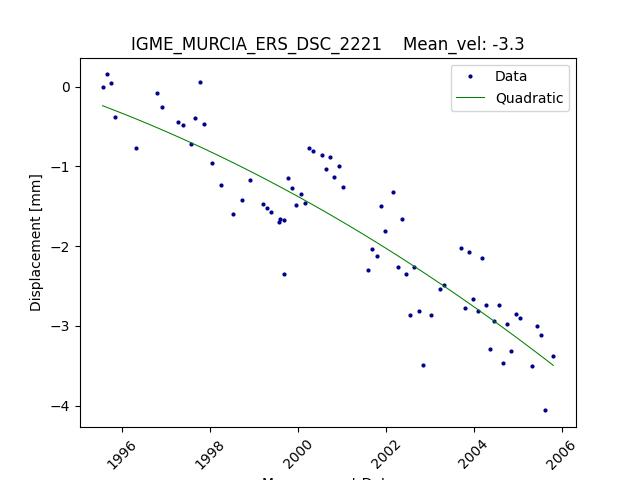 IGME_MURCIA_ERS_DSC_2221    Mean_vel: -3.3
Data
Quadratic
Displacement [mm]
0
−1
−2
−3
−4
1996
1998
2000
2002
2004
2006